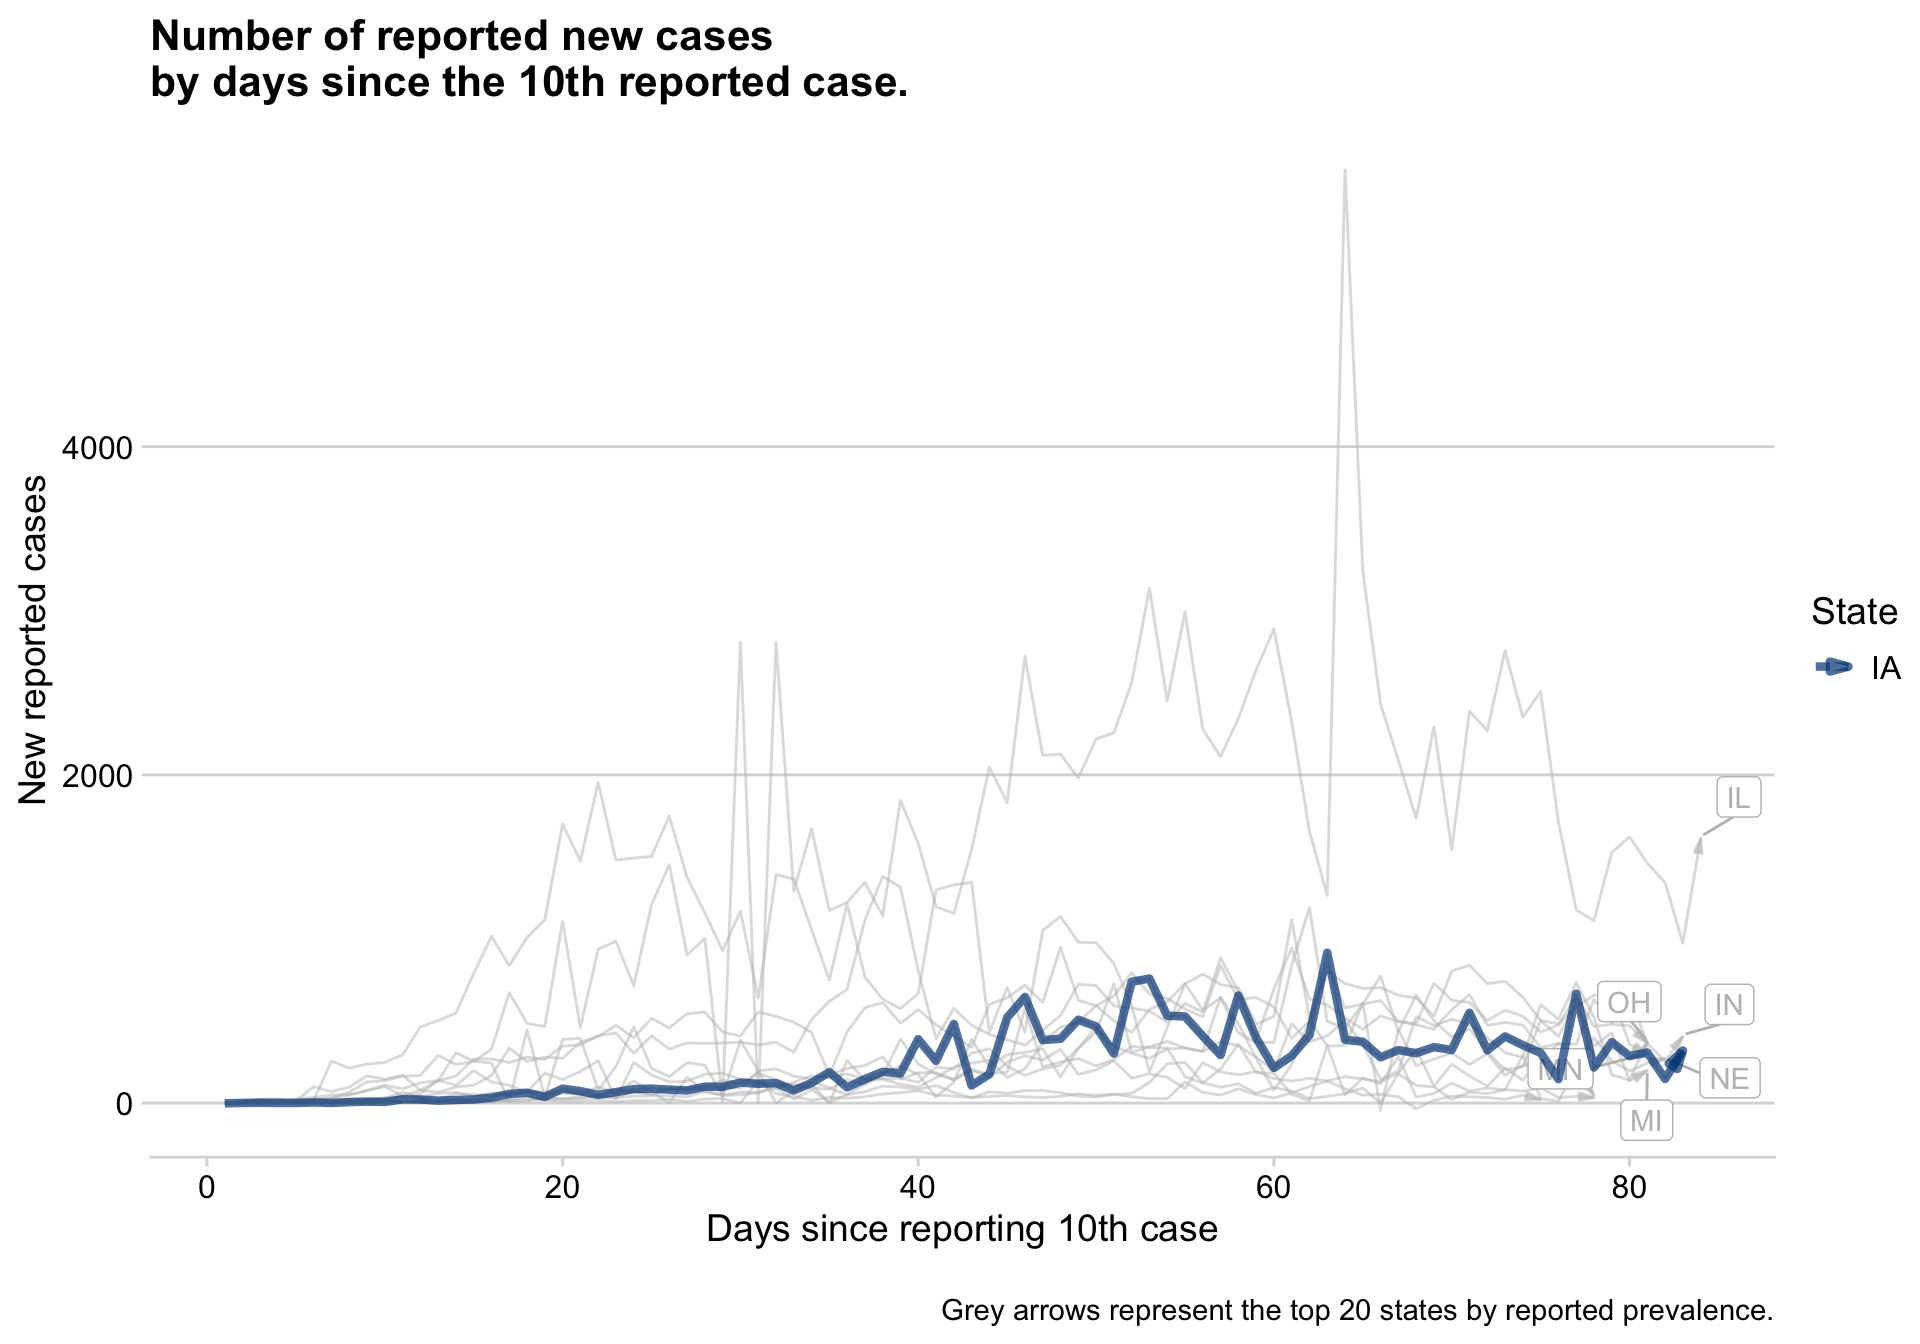 Number of reported new cases
by days since the 10th reported case.
New reported cases
4000
2000
0
0
20
40
60
80
Days since reporting 10th case
IL
OH
IN
MN
NE
MI
State
IA
Grey arrows represent the top 20 states by reported prevalence.